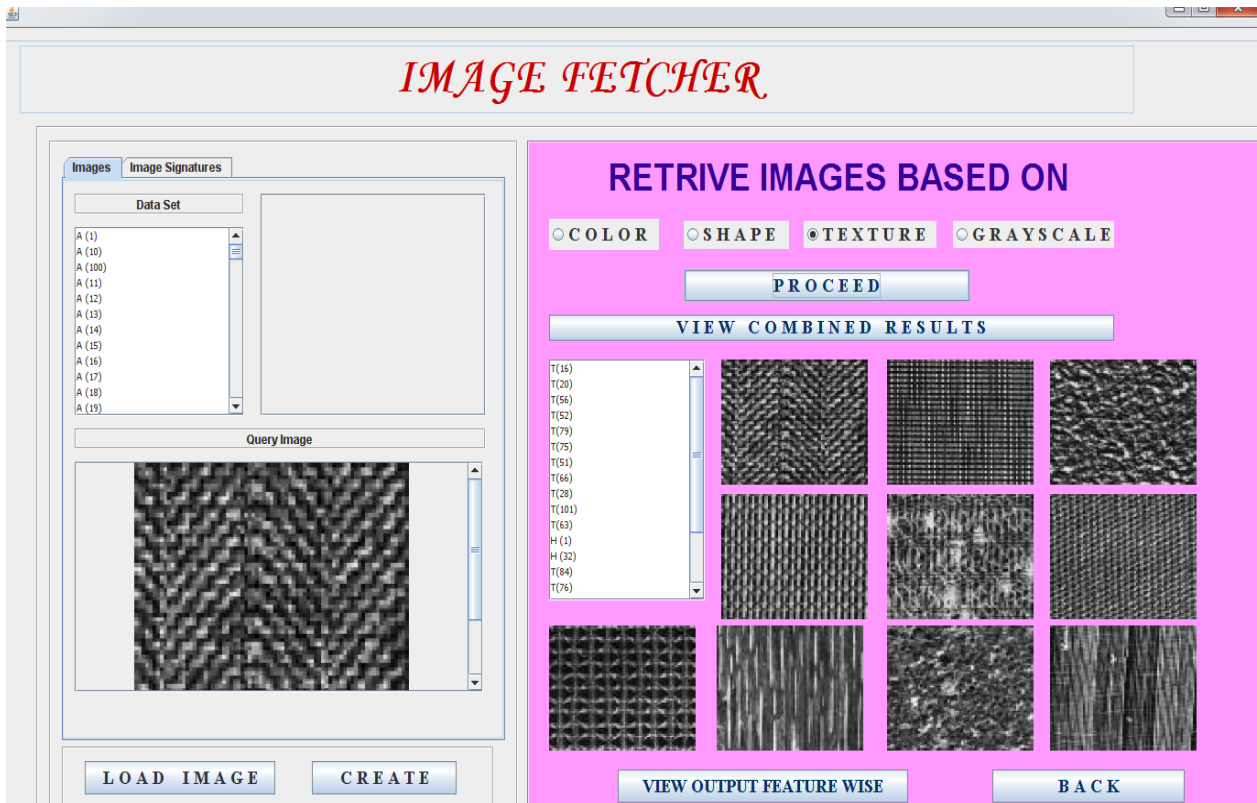 IMAGE FETCHER
Images Image Signatures
Data Set
A (1)
A (10)
A (100)
A (11)
A (12)
A (13)
A (14)
A (15)
A (16)
A (17)
A (18)
A (19)
Query Image
LOAD IMAGE CREATE
RETRIVE IMAGES BASED ON
COLOR SHAPE TEXTURE GRAYSCALE
PROCEED
VIEW COMBINED RESULTS
T(16)
T(20)
T(56)
T(52)
T(79)
T(75)
T(51)
T(66)
T(28)
T(101)
T(63)
H (1)
H (32)
T(84)
T(76)
VIEW OUTPUT FEATURE WISE BACK